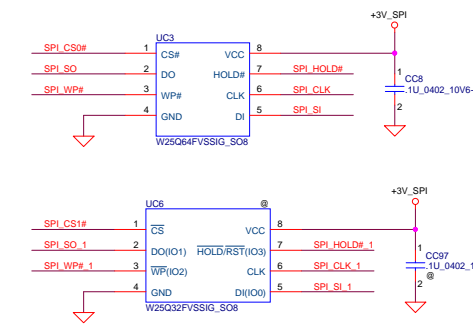 +3V_SPI
UC3
SPI_CS0# 1 CS# VCC 8
SPI_SO 2 DO HOLD# 7 SPI_HOLD#
SPI_WP# 3 WP# CLK 6 SPI_CLK
4 GND DI 5 SPI_SI
W25Q64FVSSIG_SO8
1
CC8
.1U_0402_10V6-
2
+3V_SPI
UC6 @
SPI_CS1# 1 CS VCC 8
SPI_SO_1 2 DO(IO1) HOLD/RST(IO3) 7 SPI_HOLD#_1
SPI_WP#_1 3 WP(IO2) CLK 6 SPI_CLK_1
4 GND DI(IO0) 5 SPI_SI_1
W25Q32FVSSIG_SO8
1
CC97
.1U_0402_1
@
2